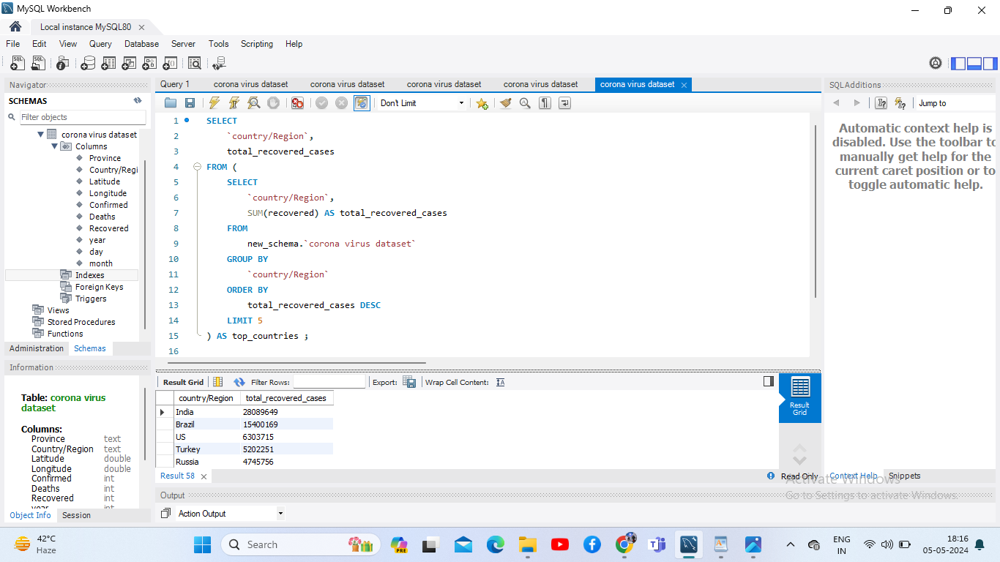 MySQL Workbench
Local instance MySQL80
File Edit View Query Database Server Tools Scripting Help
Navigator
SCHEMAS
Filter objects
corona virus dataset
Columns
Province
Country/Regi
Latitude
Longitude
Confirmed
Deaths
Recovered
year
day
month
Indexes
Foreign Keys
Triggers
Views
Stored Procedures
Functions
Administration Schemas
Information
Table: corona virus
dataset
Columns:
Province text
Country/Region text
Latitude double
Longitude double
Confirmed int
Deaths int
Recovered int
year int
Object Info Session
Query 1 corona virus dataset corona virus dataset corona virus dataset corona virus dataset corona virus dataset
Don't Limit
1 SELECT
2 `country/Region`,
3 total_recovered_cases
4 FROM (
5 SELECT
6 `country/Region`,
7 SUM(recovered) AS total_recovered_cases
8 FROM
9 new_schema.`corona virus dataset`
10 GROUP BY
11 `country/Region`
12 ORDER BY
13 total_recovered_cases DESC
14 LIMIT 5
15 ) AS top_countries ;
16
Result Grid Filter Rows: Export: Wrap Cell Content:
country/Region total_recovered_cases
India 28089649
Brazil 15400169
US 6303715
Turkey 5202251
Russia 4745756
Result
Grid
Result 58
Read Only
Output
Action Output
SQLAdditions
Jump to
Automatic context help is
disabled. Use the toolbar to
manually get help for the
current caret position or to
toggle automatic help.
Context Help Snippets
Activate Windows
Go to Settings to activate Windows.
42°C
Haze
Search
PRE
ENG
IN
18:16
05-05-2024